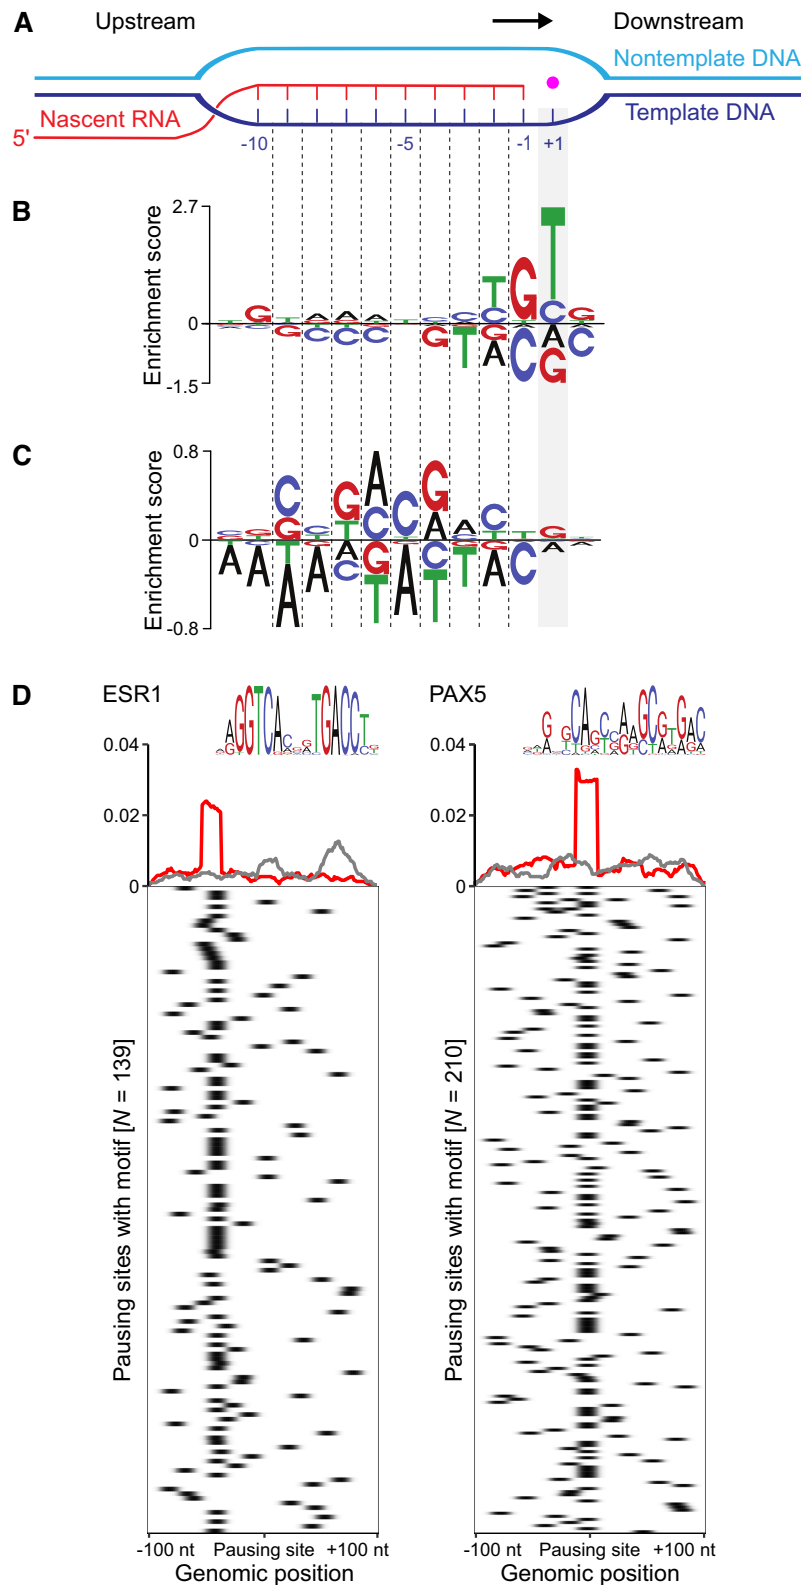 A
Upstream
Downstream
Nontemplate DNA
Nascent RNA
Template DNA
5'
-10
-5
-1
+1
B
Enrichment score
2.7
0
-1.5
C
Enrichment score
0.8
0
-0.8
D
ESR1
PAX5
0.04
0.02
0
0.04
0.02
0
Pausing sites with motif [N = 139]
Pausing sites with motif [N = 210]
-100 nt Pausing site +100 nt
Genomic position
-100 nt Pausing site +100 nt
Genomic position